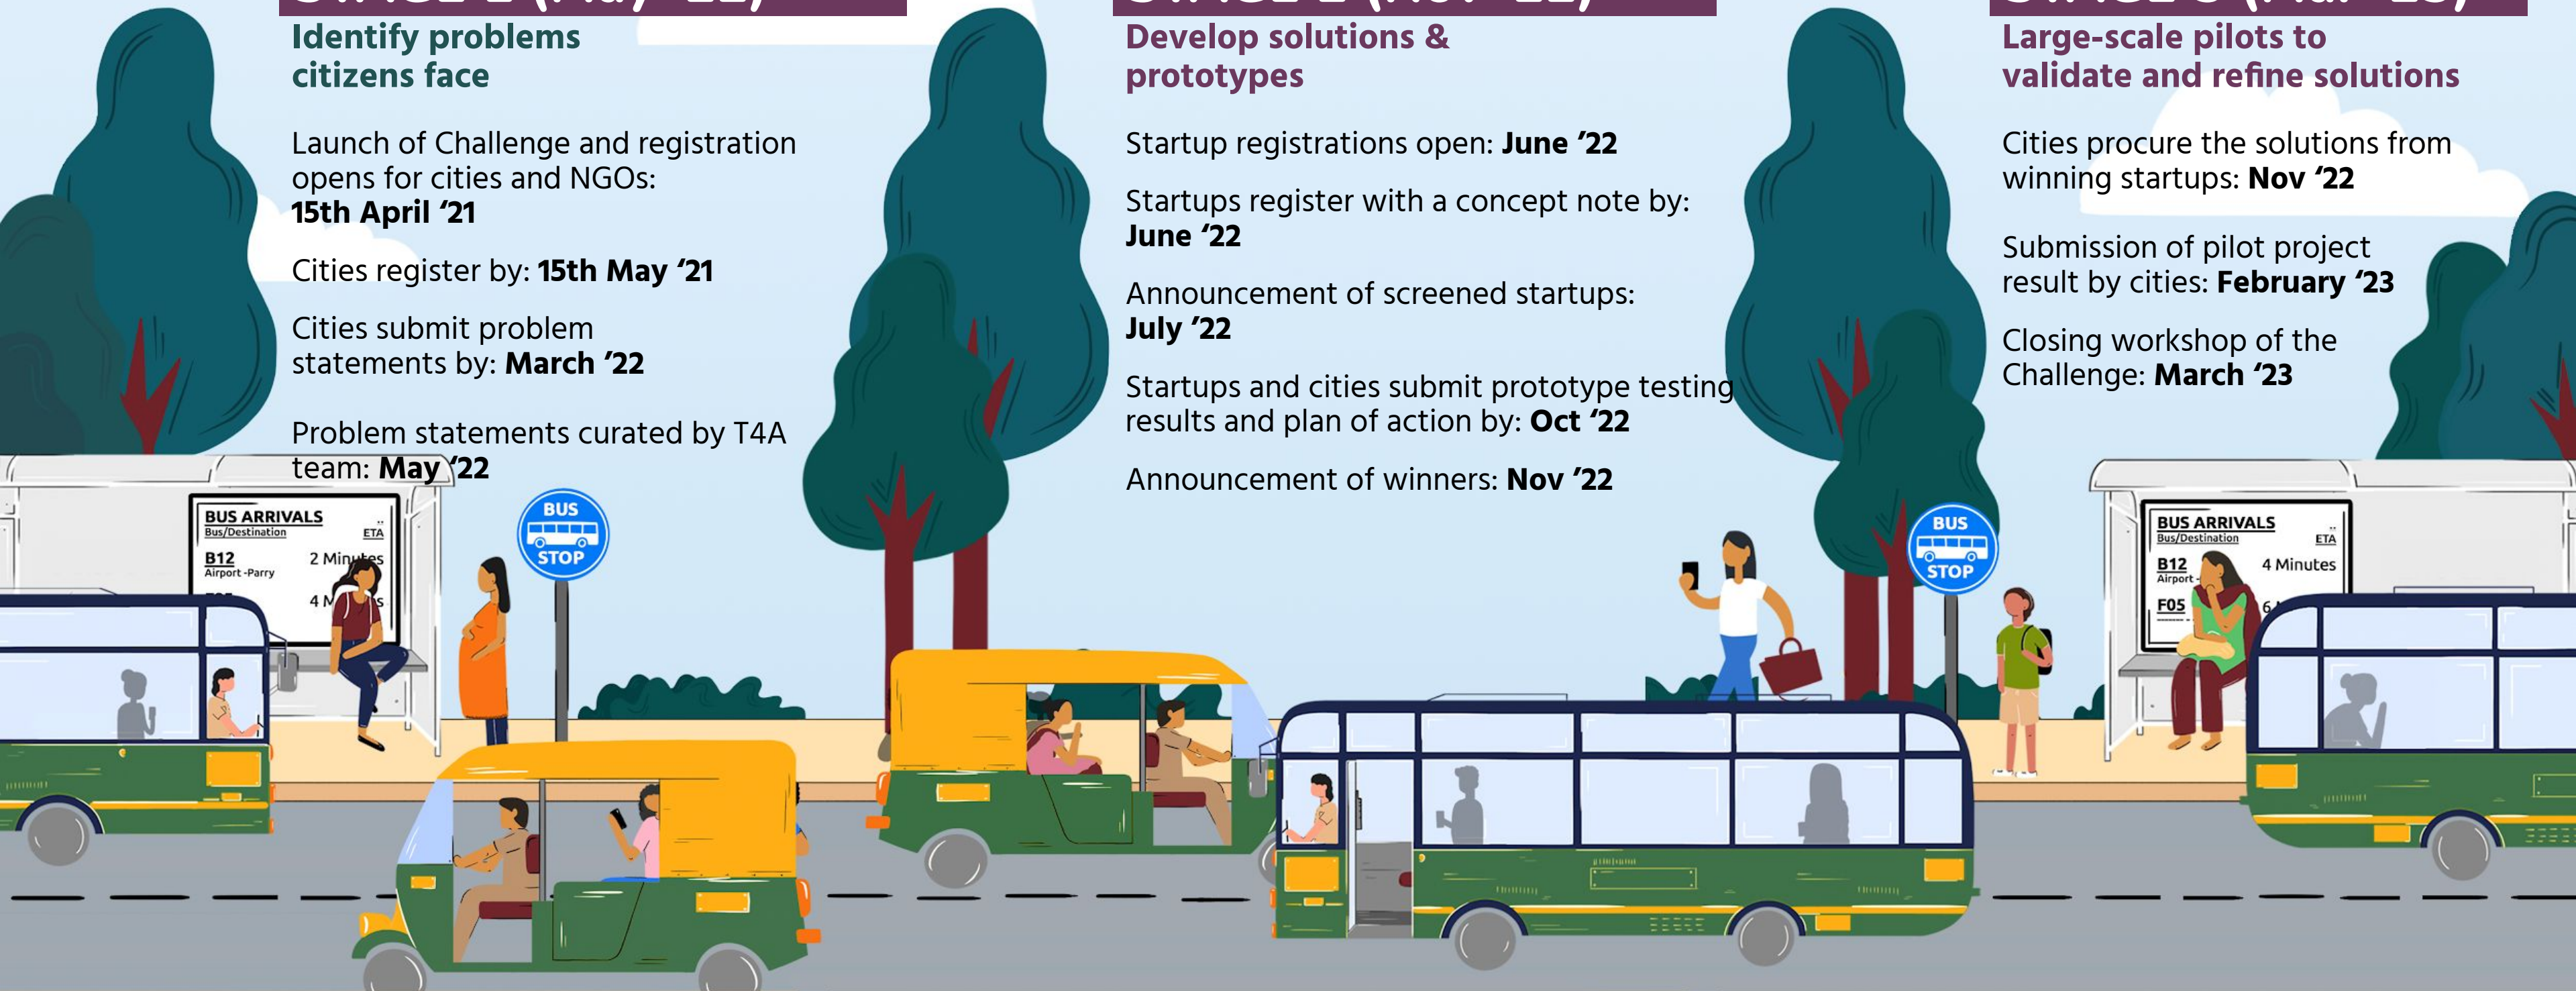 Identify problems
citizens face
Launch of Challenge and registration
opens for cities and NGOs:
15th April ‘21
Cities register by: 15th May ‘21
Cities submit problem
statements by: March ’22
Problem statements curated by T4A
team: May ‘22
Develop solutions &
prototypes
Startup registrations open: June ’22
Startups register with a concept note by:
June ‘22
Announcement of screened startups:
July ’22
Startups and cities submit prototype testing
results and plan of action by: Oct ‘22
Announcement of winners: Nov ’22
Large-scale pilots to
validate and refine solutions
Cities procure the solutions from
winning startups: Nov ‘22
Submission of pilot project
result by cities: February ‘23
Closing workshop of the
Challenge: March ‘23
BUS ARRIVALS
Bus/Destination ETA
B12 2 Minutes
Airport -Parry
4
BUS
STOP
BUS
STOP
BUS ARRIVALS
Bus/Destination ETA
B12 4 Minutes
Airport -
F05 6